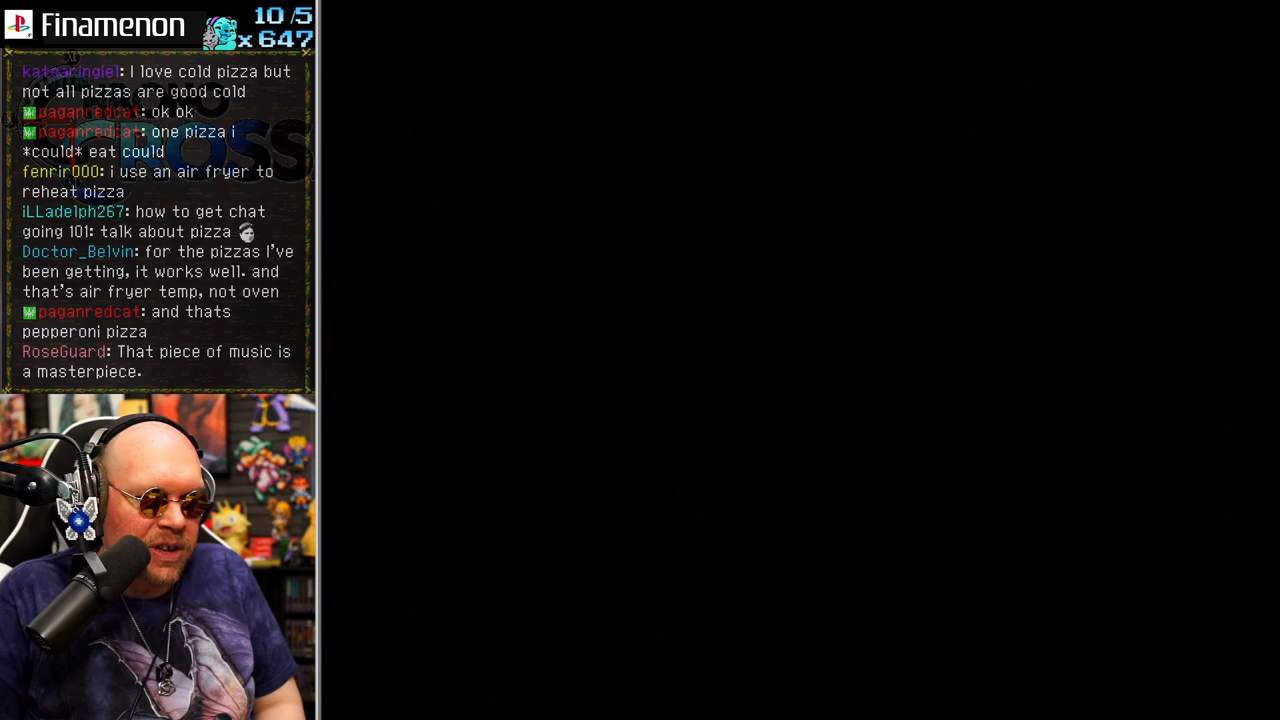 Finamenon
10/5
x 647
katsaringiel: I love cold pizza but
not all pizzas are good cold
paganredcat: ok ok
paganredcat: one pizza i
*could* eat could
fenrir000: i use an air fryer to
reheat pizza
iLLadelph267: how to get chat
going 101: talk about pizza
Doctor_Belvin: for the pizzas I've
been getting, it works well. and
that's air fryer temp, not oven
paganredcat: and thats
pepperoni pizza
RoseGuard: That piece of music is
a masterpiece.
CROSS